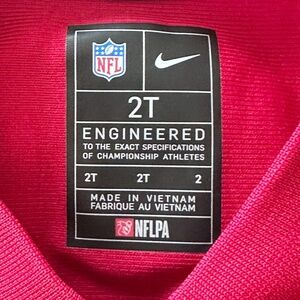 NFL
2T
ENGINEERED
TO THE EXACT SPECIFICATIONS
OF CHAMPIONSHIP ATHLETES
2T 2T 2
MADE IN VIETNAM
FABRIQUE AU VIETNAM
NFLPA